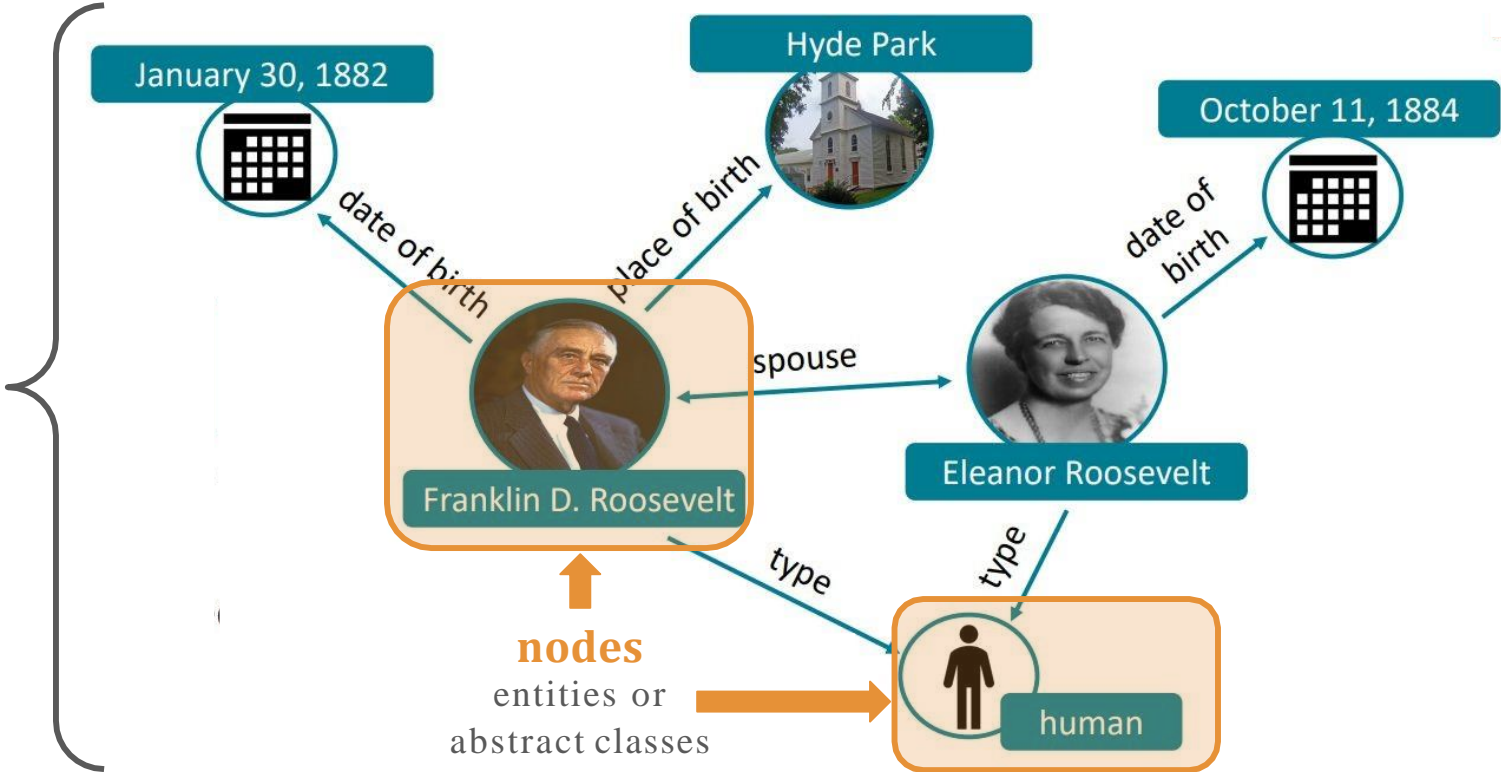 Hyde Park
January 30, 1882
October 11, 1884
date of birth
place of birth
date of
birth
spouse
Franklin D. Roosevelt
Eleanor Roosevelt
type
type
nodes
entities or
abstract classes
human